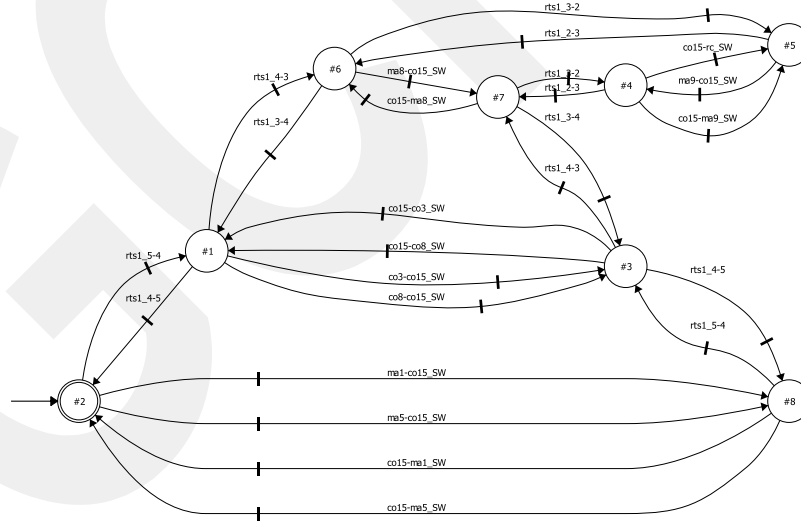 rts1_3-2
rts1_2-3
#5
co15-rc_SW
#6
ma8-co15_SW
rts1_4-3
rts1_3-2
ma9-co15_SW
#4
rts1_2-3
#7
co15-ma8_SW
rts1_3-4
rts1_3-4
co15-ma9_SW
rts1_4-3
co15-co3_SW
co15-co8_SW
#1
rts1_5-4
#3
rts1_4-5
co3-co15_SW
rts1_4-5
co8-co15_SW
rts1_5-4
ma1-co15_SW
#2
#8
ma5-co15_SW
co15-ma1_SW
co15-ma5_SW